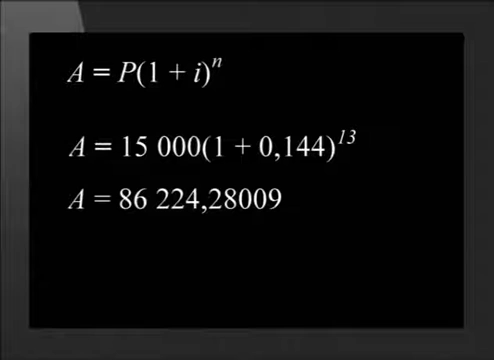 A = P(1 + i)ⁿ
A = 15 000(1 + 0,144)¹³
A = 86 224,28009